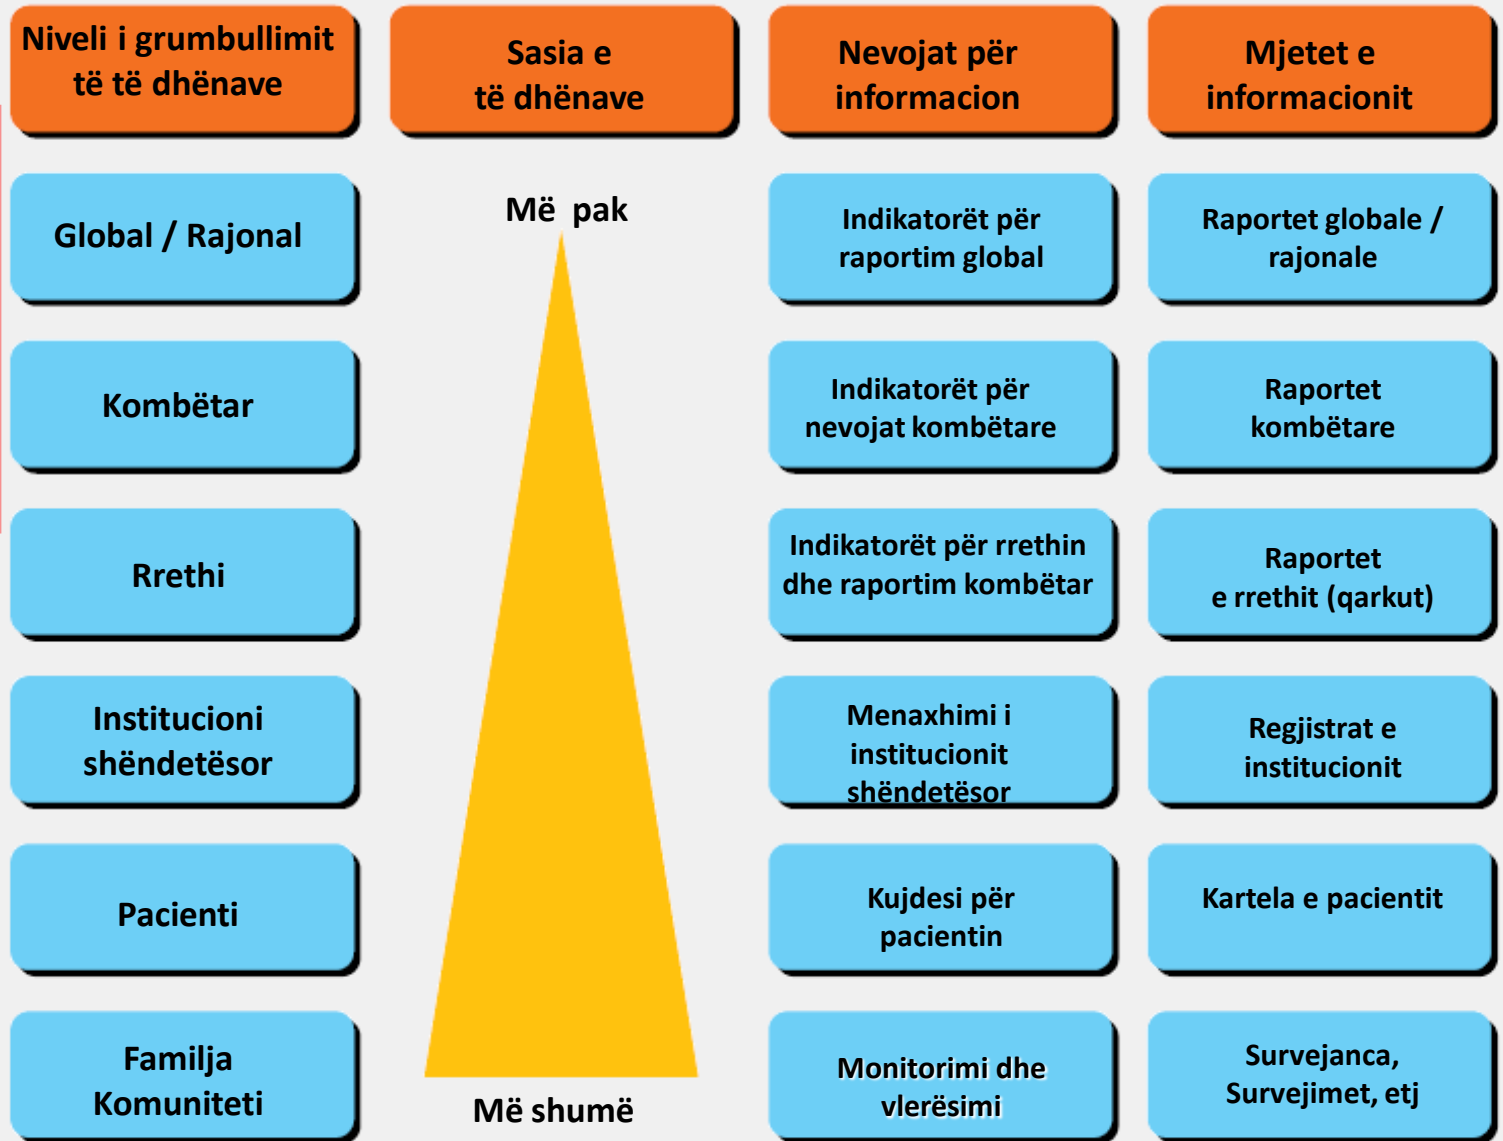 Niveli i grumbullimit
të të dhënave
Sasia e
të dhënave
Nevojat për
informacion
Mjetet e
informacionit
Global / Rajonal
Më pak
Indikatorët për
raportim global
Raportet globale /
rajonale
Kombëtar
Indikatorët për
nevojat kombëtare
Raportet
kombëtare
Rrethi
Indikatorët për rrethin
dhe raportim kombëtar
Raportet
e rrethit (qarkut)
Institucioni
shëndetësor
Menaxhimi i
institucionit
shëndetësor
Regjistrat e
institucionit
Pacienti
Kujdesi për
pacientin
Kartela e pacientit
Familja
Komuniteti
Më shumë
Monitorimi dhe
vlerësimi
Survejanca,
Survejimet, etj